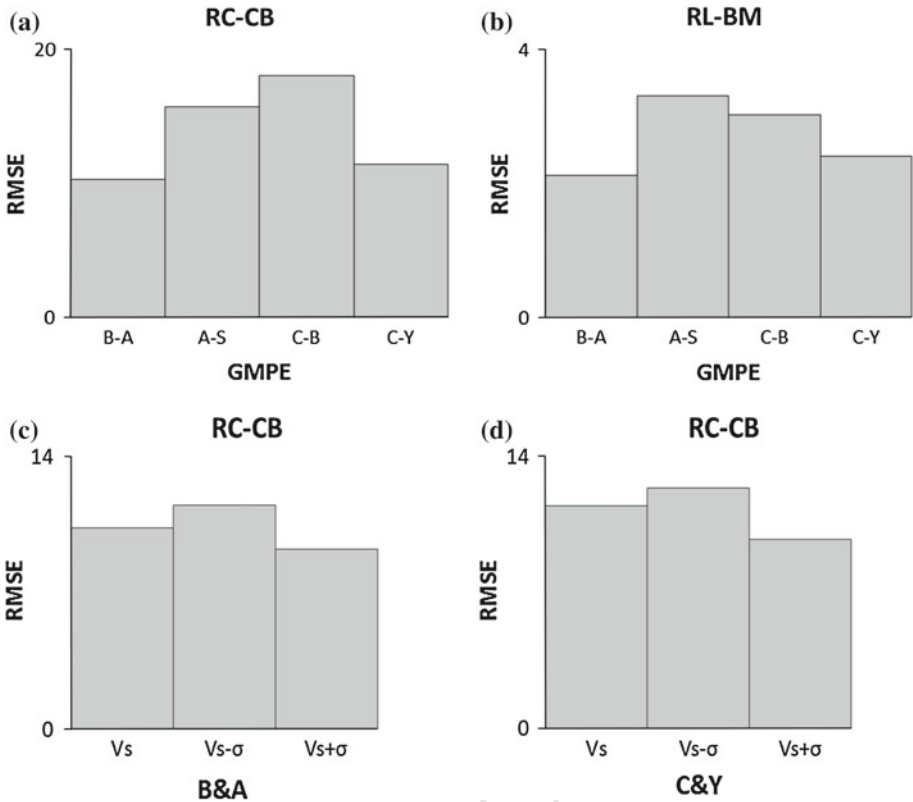 (a)
RC-CB
20
RMSE
0
B-A A-S C-B C-Y
GMPE
(b)
RL-BM
4
RMSE
0
B-A A-S C-B C-Y
GMPE
(c)
RC-CB
14
RMSE
0
Vs Vs-σ Vs+σ
B&A
(d)
RC-CB
14
RMSE
0
Vs Vs-σ Vs+σ
C&Y